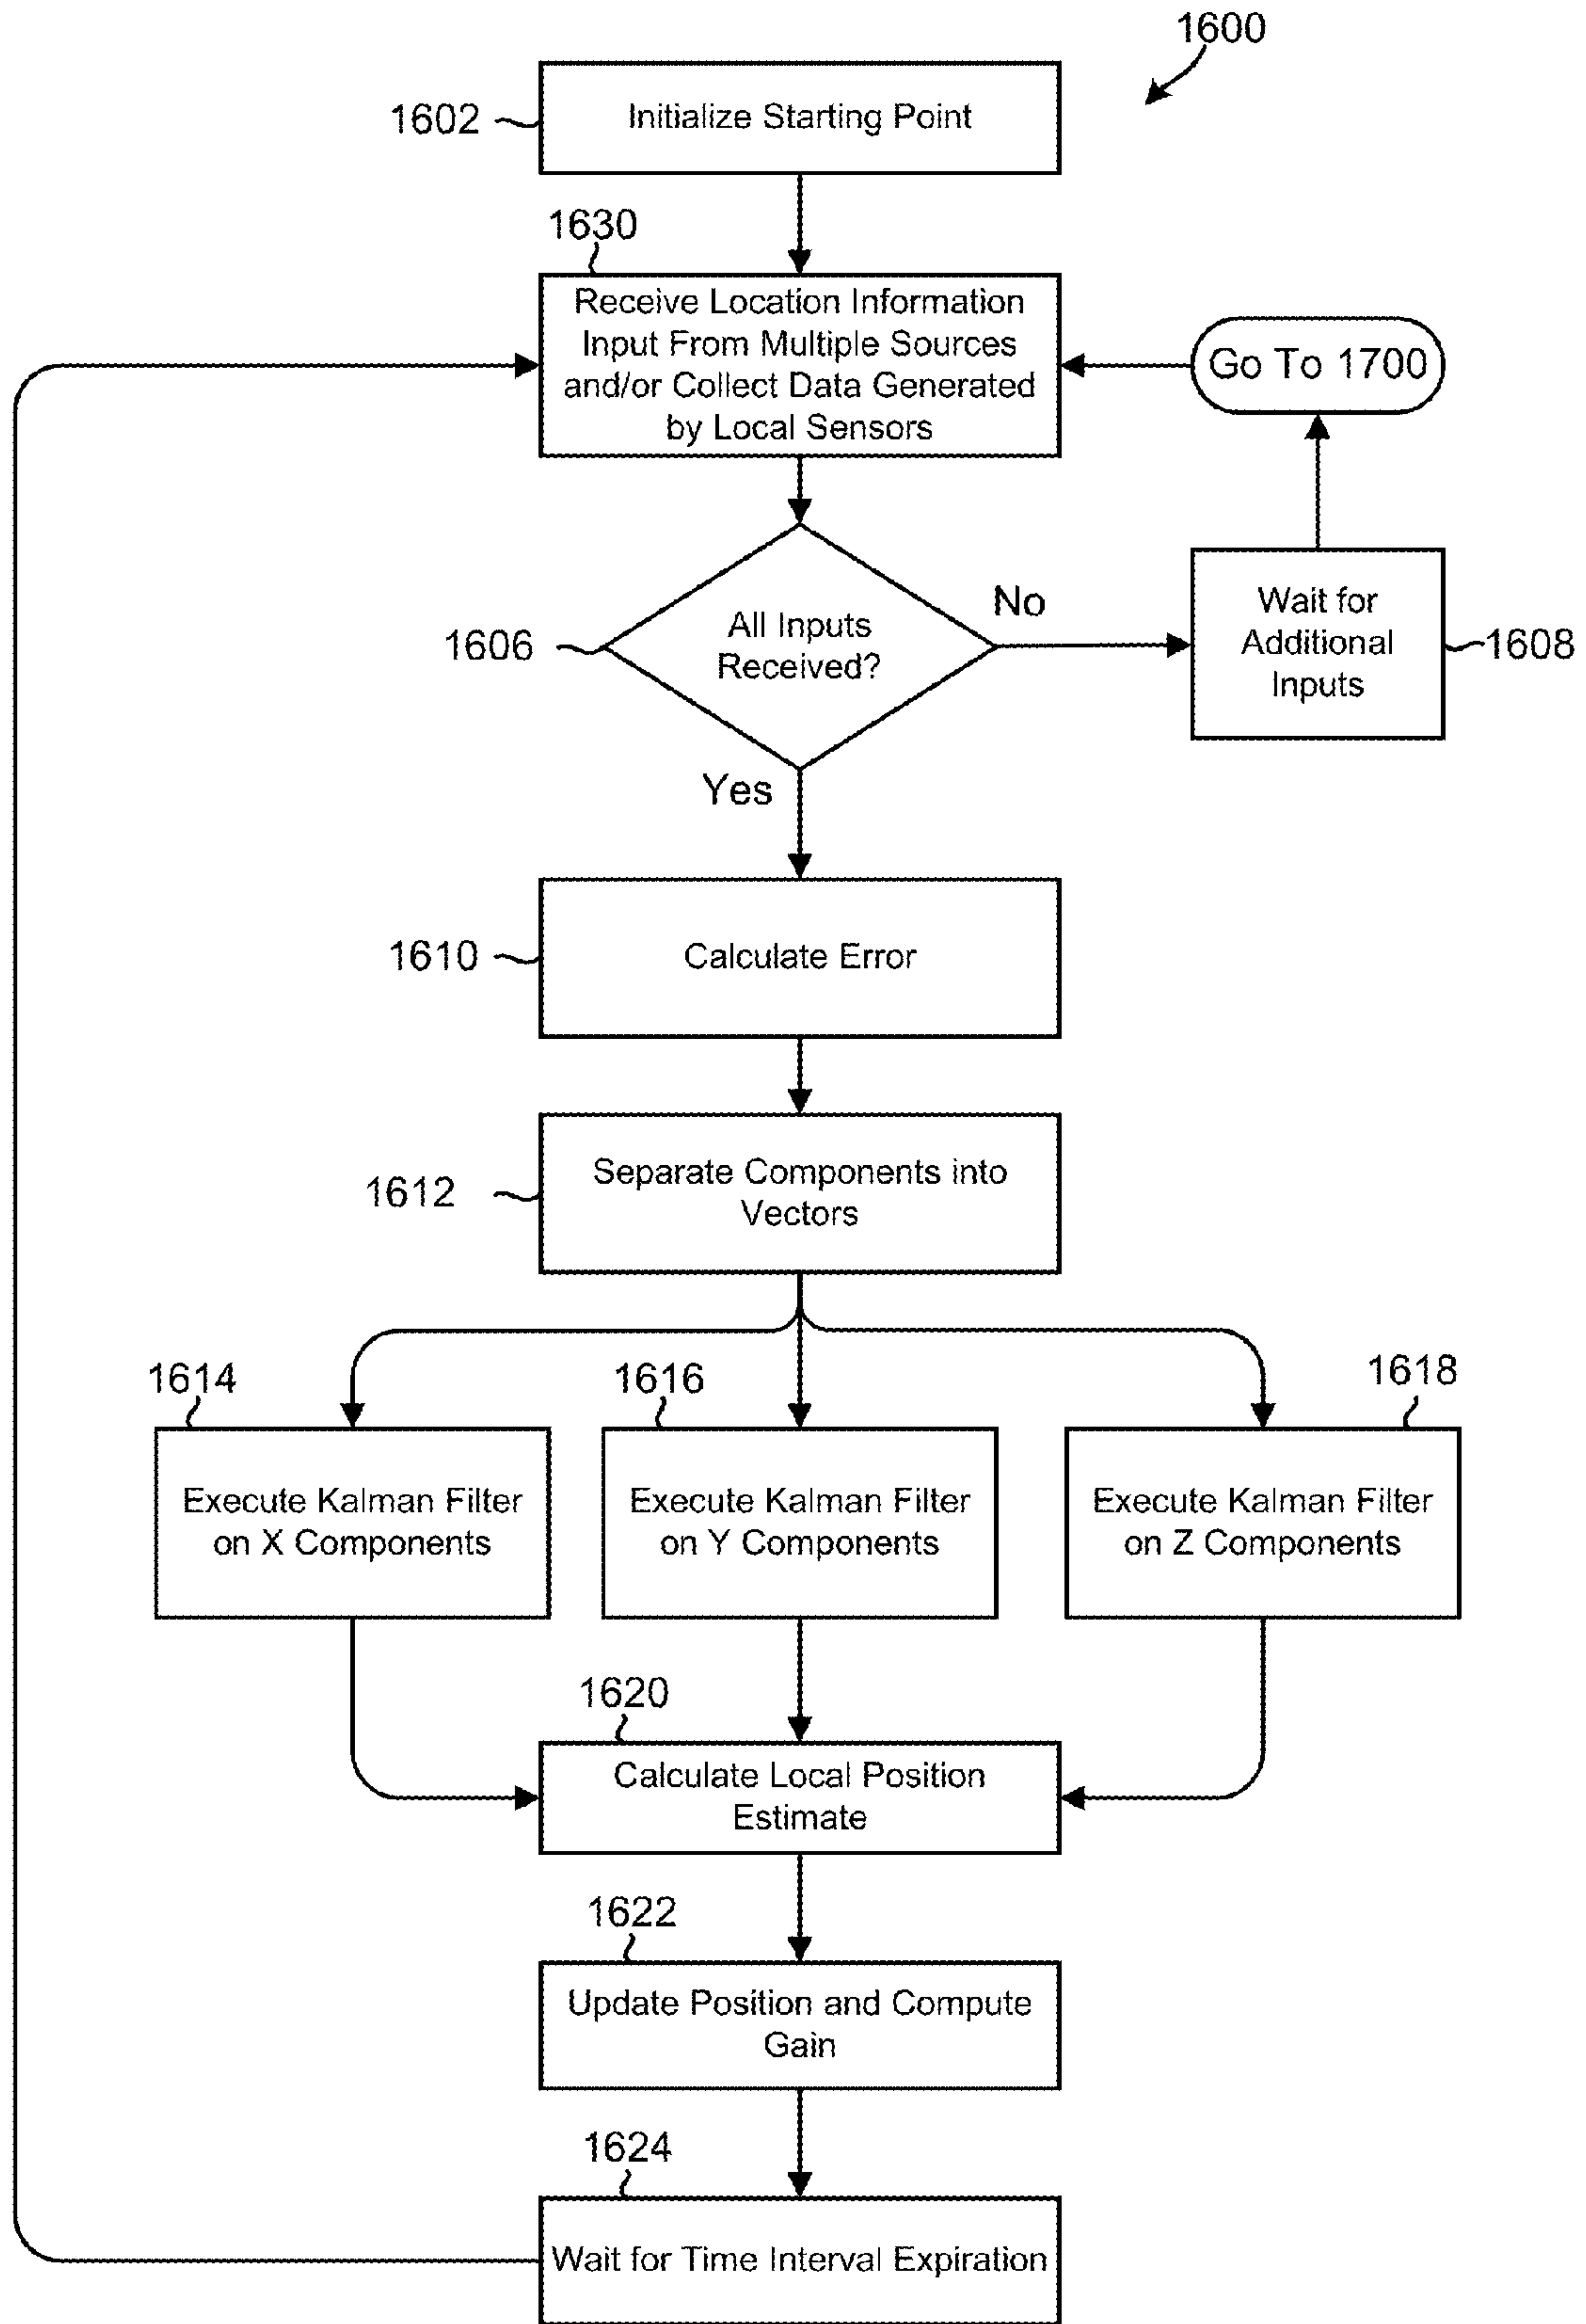 1600
1602
Initialize Starting Point
1630
Receive Location Information
Input From Multiple Sources
and/or Collect Data Generated
by Local Sensors
Go To 1700
1606
All Inputs
Received?
No
Wait for
Additional
Inputs
1608
Yes
1610
Calculate Error
1612
Separate Components into
Vectors
1614
Execute Kalman Filter
on X Components
1616
Execute Kalman Filter
on Y Components
1618
Execute Kalman Filter
on Z Components
1620
Calculate Local Position
Estimate
1622
Update Position and Compute
Gain
1624
Wait for Time Interval Expiration